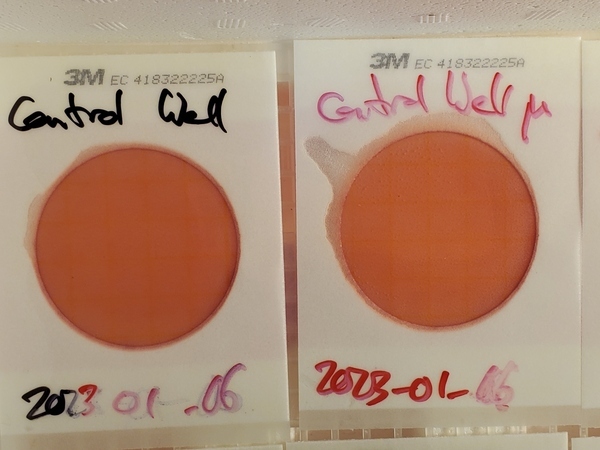 3M EC 418322225A
Control Well
2023-01-06
3M EC 418322225A
Control Well µ
2023-01-06